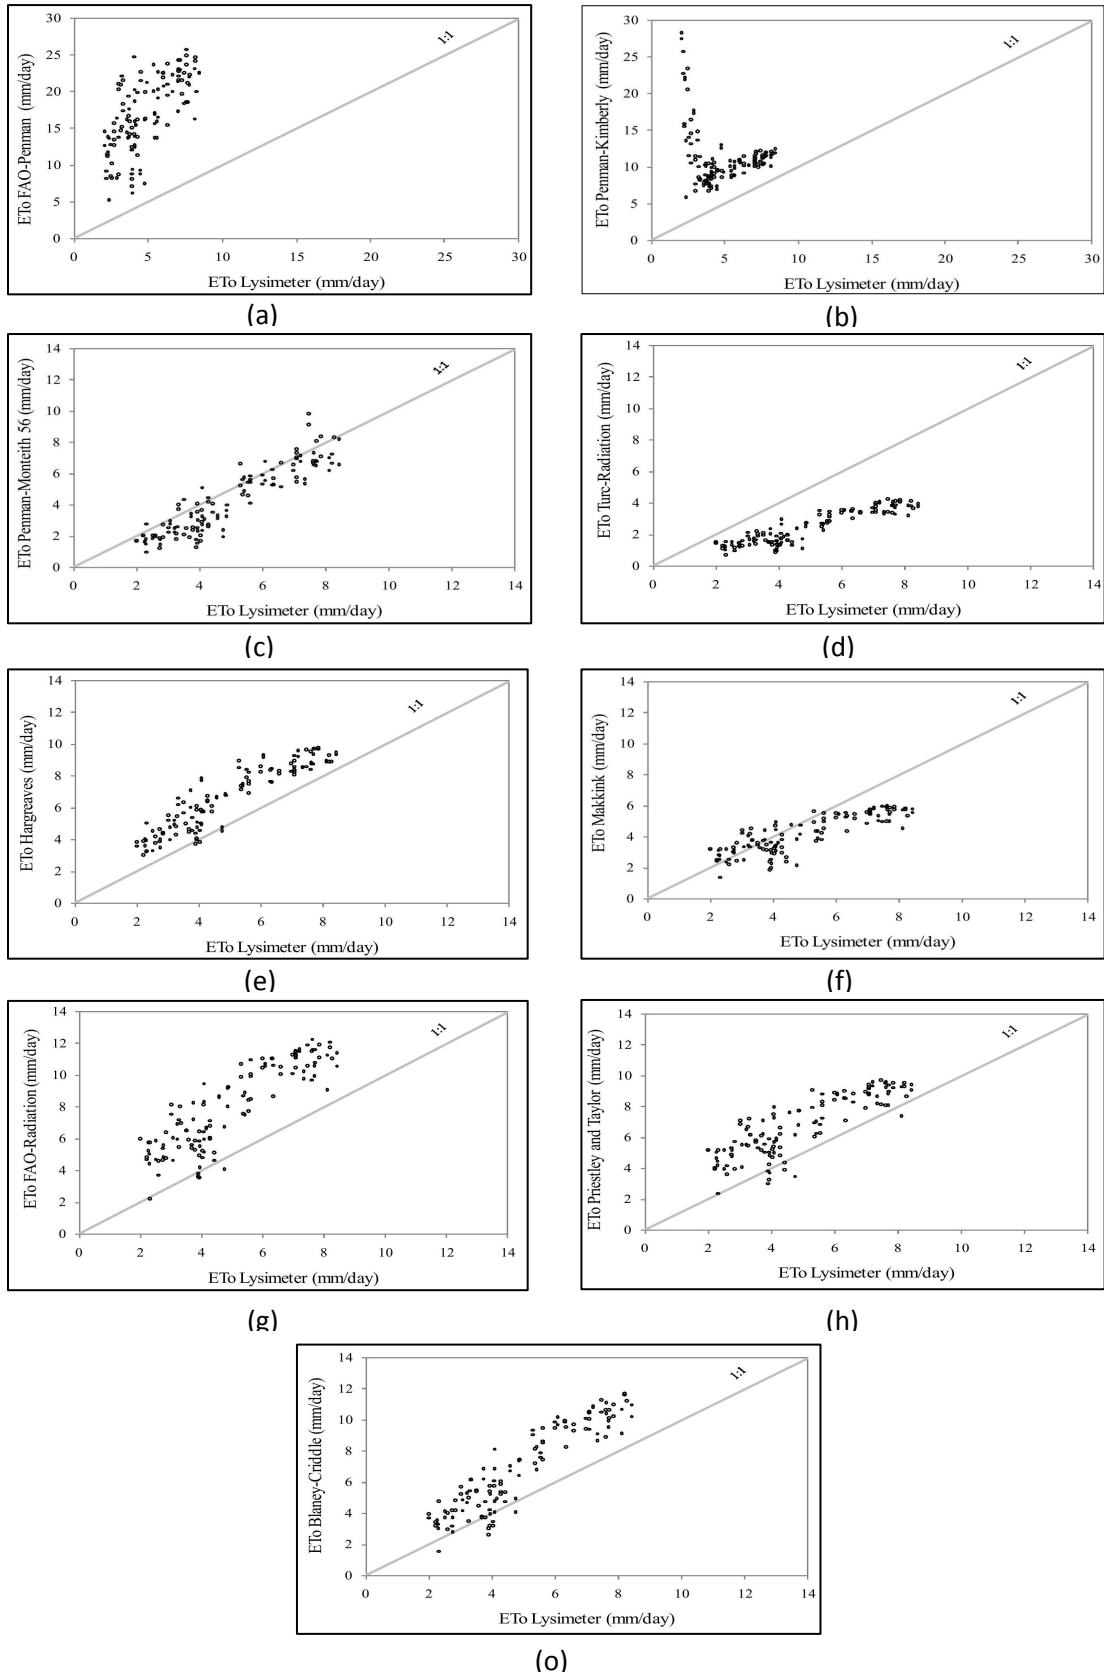 30
25
20
15
10
5
0
0 5 10 15 20 25 30
ETo FAO-Penman (mm/day)
1:1
ETo Lysimeter (mm/day)
(a)
30
25
20
15
10
5
0
0 5 10 15 20 25 30
ETo Penman-Kimberly (mm/day)
1:1
ETo Lysimeter (mm/day)
(b)
14
12
10
8
6
4
2
0
0 2 4 6 8 10 12 14
ETo Penman-Monteith 56 (mm/day)
1:1
ETo Lysimeter (mm/day)
(c)
14
12
10
8
6
4
2
0
0 2 4 6 8 10 12 14
ETo Turc-Radiation (mm/day)
1:1
ETo Lysimeter (mm/day)
(d)
14
12
10
8
6
4
2
0
0 2 4 6 8 10 12 14
ETo Hargreaves (mm/day)
1:1
ETo Lysimeter (mm/day)
(e)
14
12
10
8
6
4
2
0
0 2 4 6 8 10 12 14
ETo Makkink (mm/day)
1:1
ETo Lysimeter (mm/day)
(f)
14
12
10
8
6
4
2
0
0 2 4 6 8 10 12 14
ETo FAO-Radiation (mm/day)
1:1
ETo Lysimeter (mm/day)
(g)
14
12
10
8
6
4
2
0
0 2 4 6 8 10 12 14
ETo Priestley and Taylor (mm/day)
1:1
ETo Lysimeter (mm/day)
(h)
14
12
10
8
6
4
2
0
0 2 4 6 8 10 12 14
ETo Blaney-Criddle (mm/day)
1:1
ETo Lysimeter (mm/day)
(o)